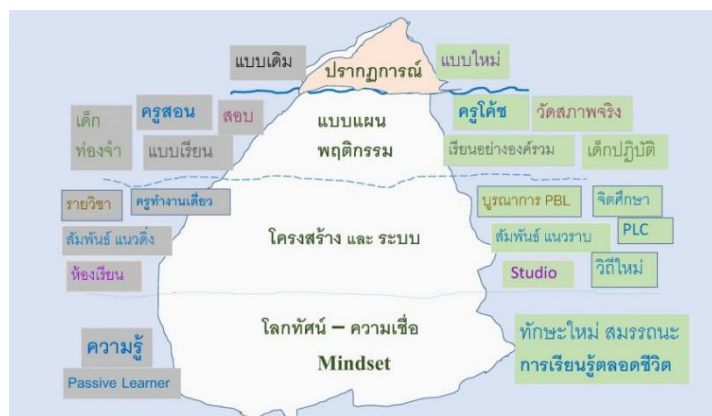 แบบเดิม
ปรากฏการณ์
แบบใหม่
เด็ก
ท่องจำ
ครูสอน
สอบ
แบบเรียน
แบบแผน
พฤติกรรม
ครูโค้ช
วัดสภาพจริง
เรียนอย่างองค์รวม
เด็กปฏิบัติ
รายวิชา
ครูทำงานเดี่ยว
สัมพันธ์ แนวดิ่ง
ห้องเรียน
โครงสร้าง และ ระบบ
บูรณาการ PBL
จิตศึกษา
สัมพันธ์ แนวราบ
PLC
Studio
วิถีใหม่
ความรู้
Passive Learner
โลกทัศน์ – ความเชื่อ
Mindset
ทักษะใหม่ สมรรถนะ
การเรียนรู้ตลอดชีวิต